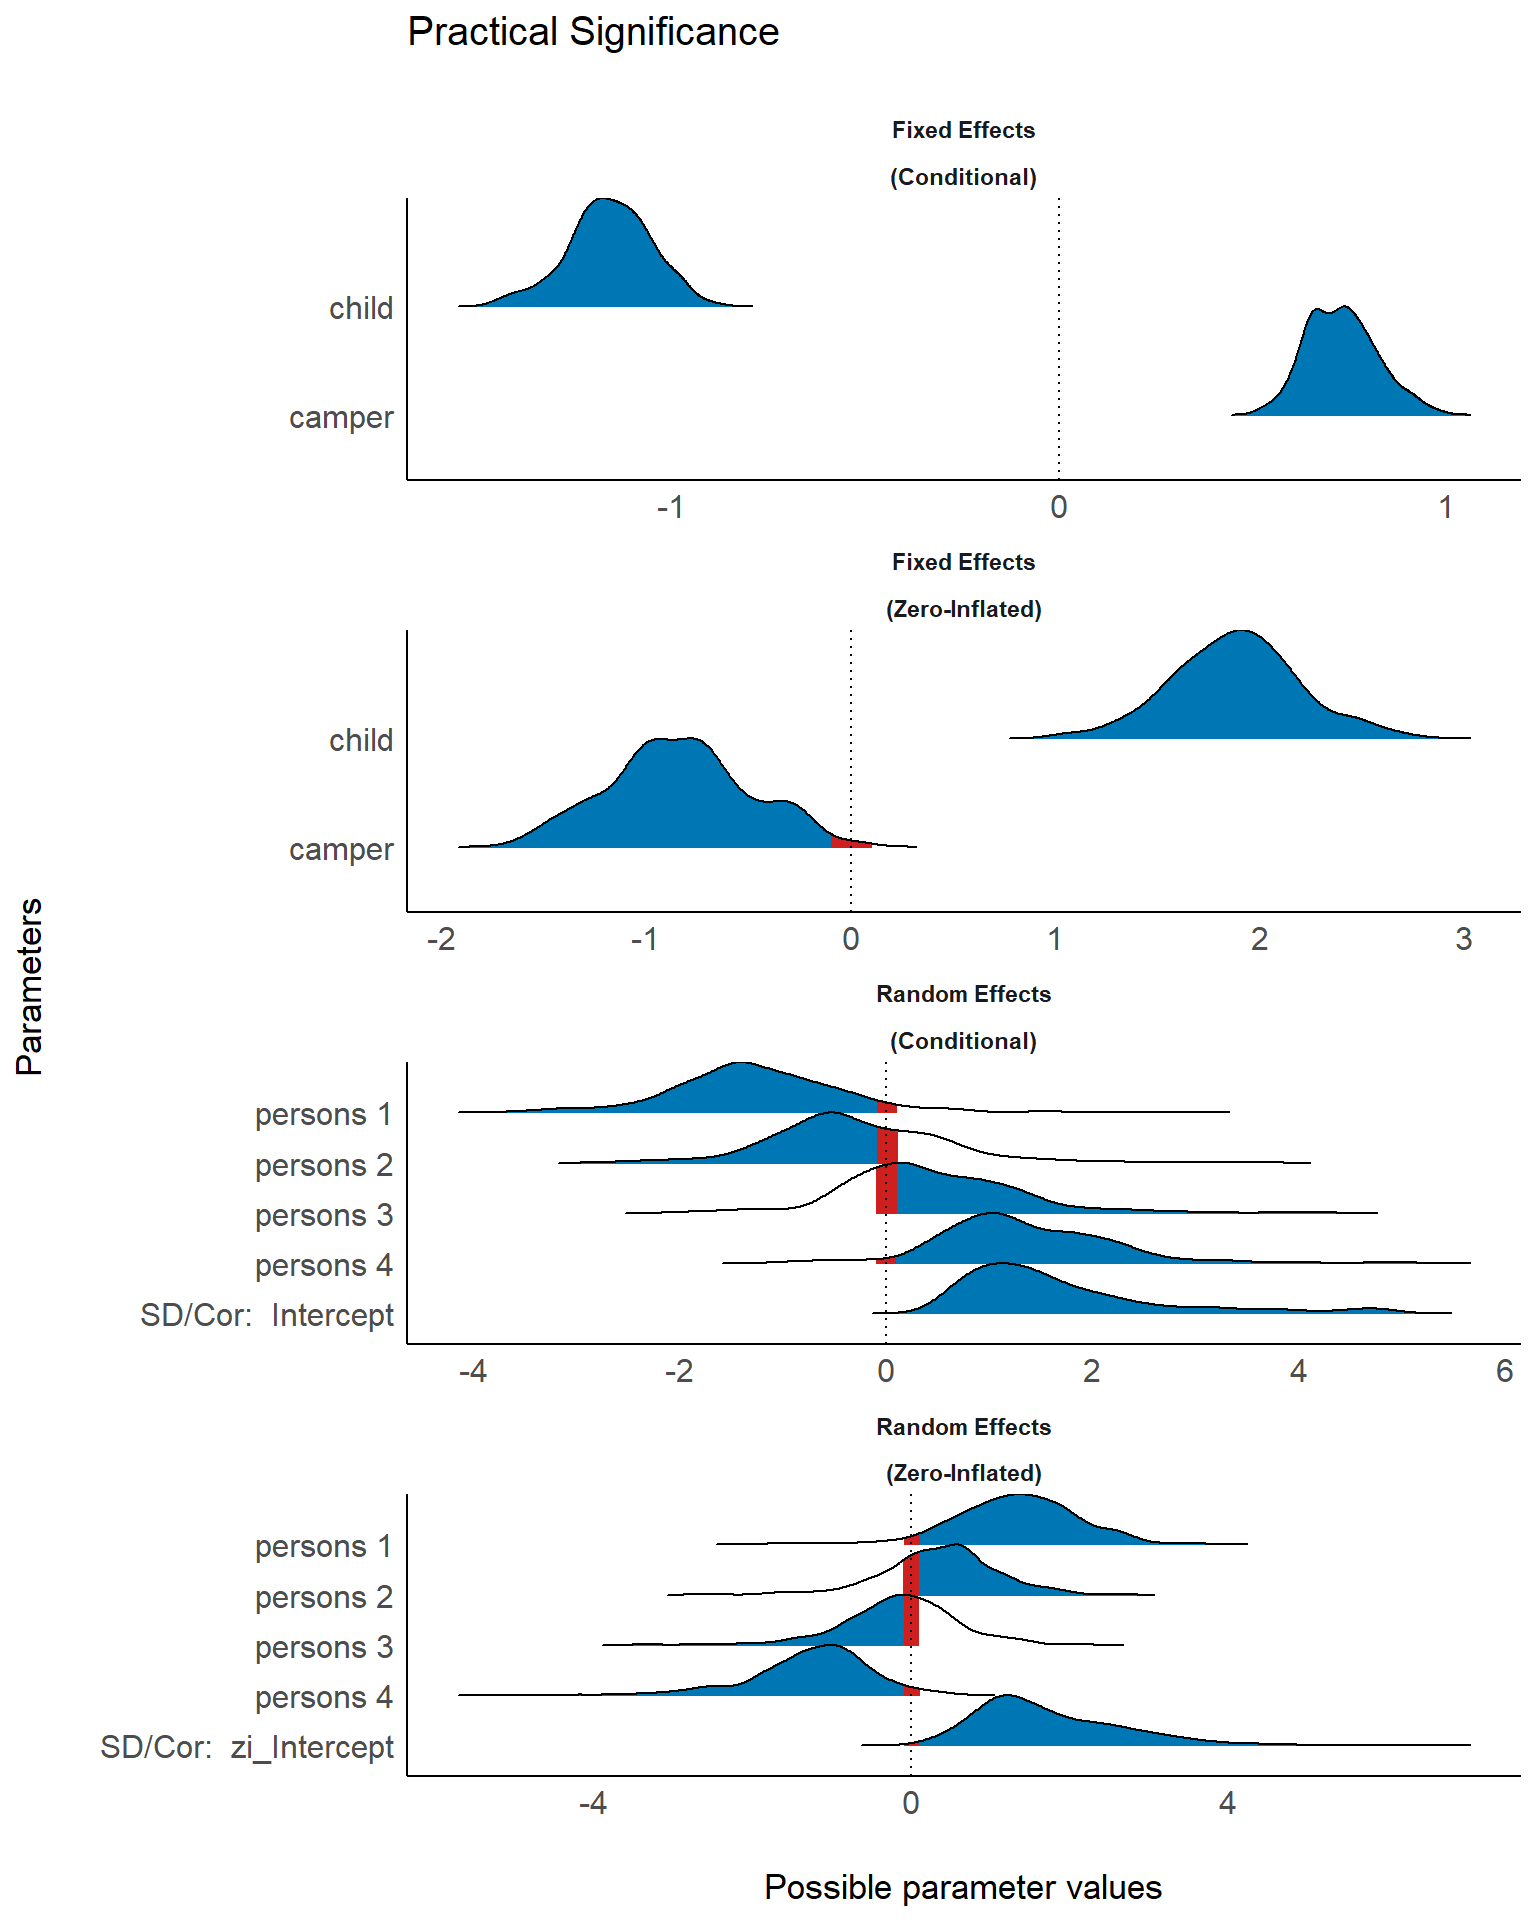 Practical Significance
Fixed Effects
(Conditional)
child
camper
-1 0 1
Fixed Effects
(Zero-Inflated)
child
camper
-2 -1 0 1 2 3
Parameters
Random Effects
(Conditional)
persons 1
persons 2
persons 3
persons 4
SD/Cor:  Intercept
-4 -2 0 2 4 6
Random Effects
(Zero-Inflated)
persons 1
persons 2
persons 3
persons 4
SD/Cor:  zi_Intercept
-4 0 4
Possible parameter values